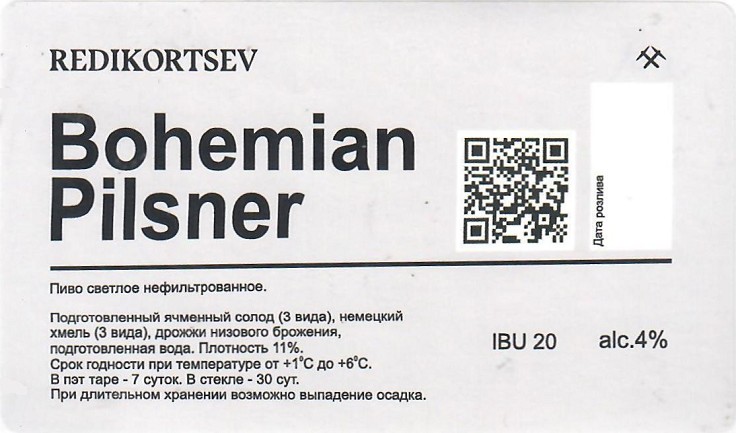 REDIKORTSEV
Bohemian
Pilsner
Дата розлива
Пиво светлое нефильтрованное.
Подготовленный ячменный солод (3 вида), немецкий
хмель (3 вида), дрожжи низового брожения,
подготовленная вода. Плотность 11%.
Срок годности при температуре от +1°С до +6°С.
В пэт таре - 7 суток. В стекле - 30 сут.
При длительном хранении возможно выпадение осадка.
IBU 20
alc.4%